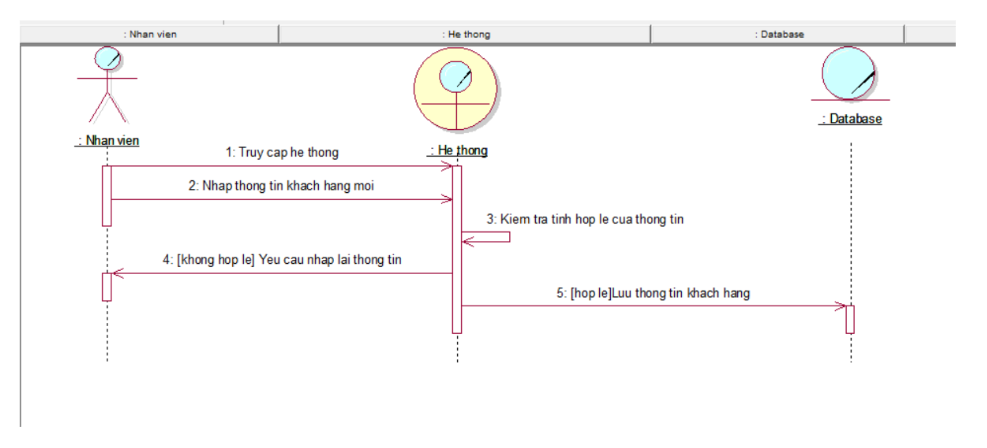 : Nhan vien
: He thong
: Database
: Nhan vien
: He thong
: Database
1: Truy cap he thong
2: Nhap thong tin khach hang moi
3: Kiem tra tinh hop le cua thong tin
4: [khong hop le] Yeu cau nhap lai thong tin
5: [hop le]Luu thong tin khach hang